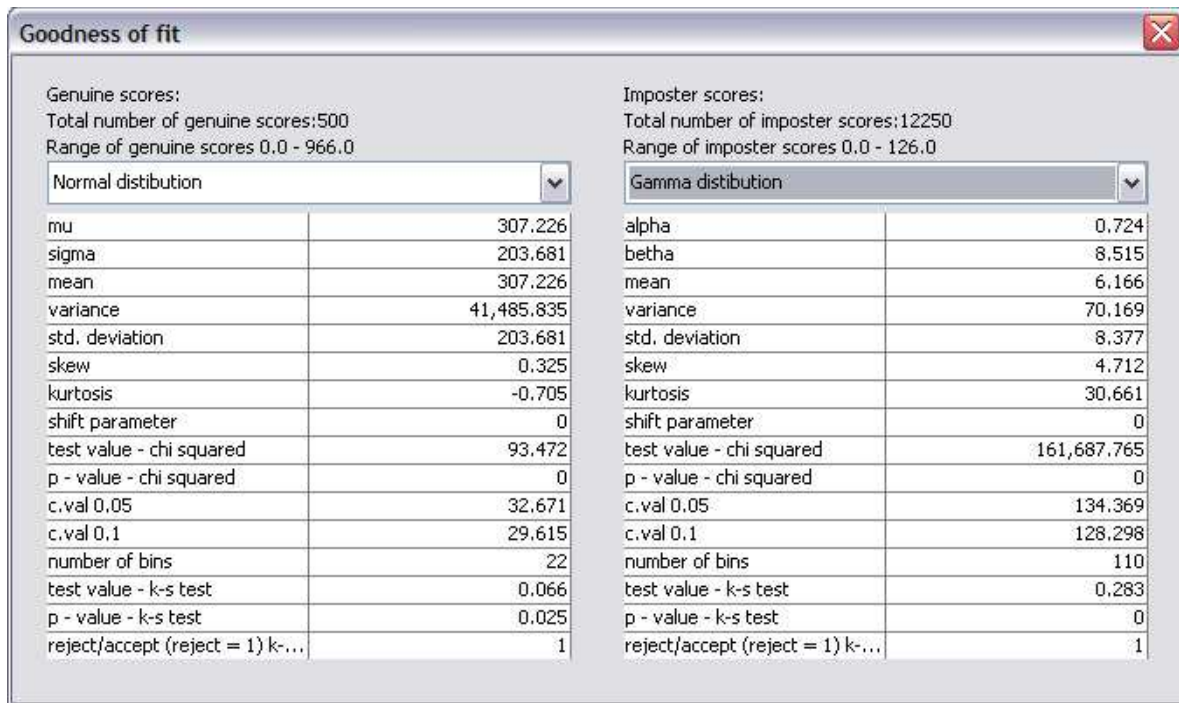 Goodness of fit
Genuine scores:
Total number of genuine scores:500
Range of genuine scores 0.0 - 966.0
Normal distibution
mu 307.226
sigma 203.681
mean 307.226
variance 41,485.835
std. deviation 203.681
skew 0.325
kurtosis -0.705
shift parameter 0
test value - chi squared 93.472
p - value - chi squared 0
c.val 0.05 32.671
c.val 0.1 29.615
number of bins 22
test value - k-s test 0.066
p - value - k-s test 0.025
reject/accept (reject = 1) k-... 1
Imposter scores:
Total number of imposter scores:12250
Range of imposter scores 0.0 - 126.0
Gamma distibution
alpha 0.724
betha 8.515
mean 6.166
variance 70.169
std. deviation 8.377
skew 4.712
kurtosis 30.661
shift parameter 0
test value - chi squared 161,687.765
p - value - chi squared 0
c.val 0.05 134.369
c.val 0.1 128.298
number of bins 110
test value - k-s test 0.283
p - value - k-s test 0
reject/accept (reject = 1) k-... 1